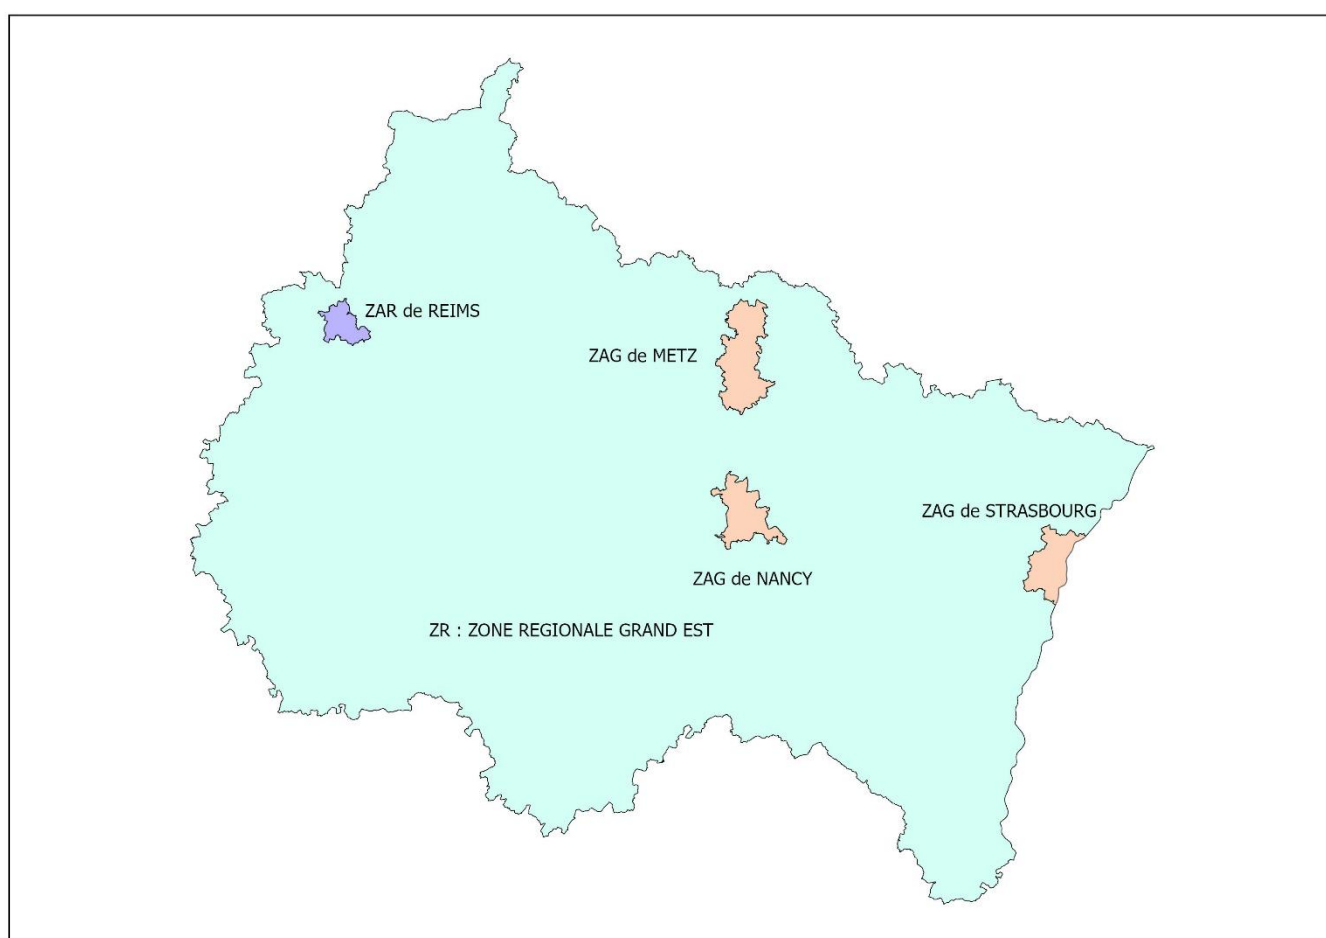 ZAR de REIMS
ZAG de METZ
ZAG de STRASBOURG
ZAG de NANCY
ZR : ZONE REGIONALE GRAND EST